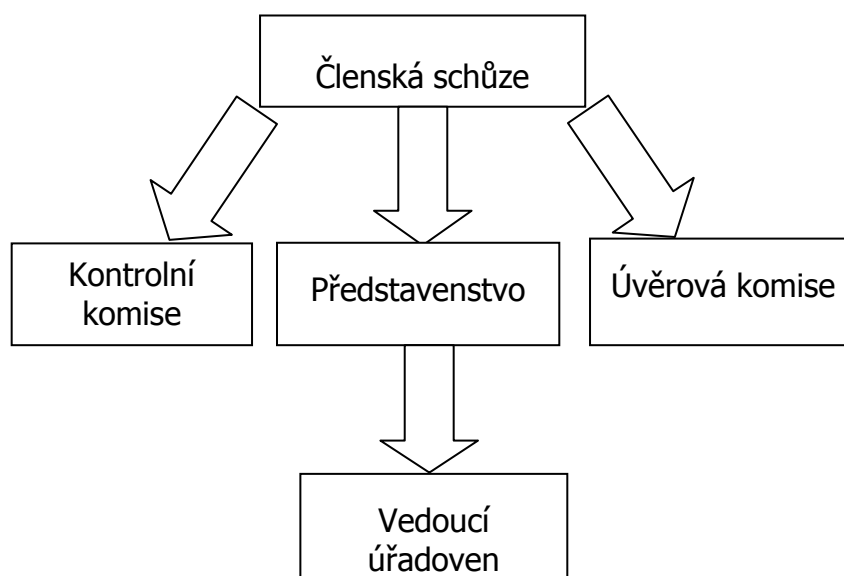 Členská schůze
Kontrolní
komise
Představenstvo
Úvěrová komise
Vedoucí
úřadoven